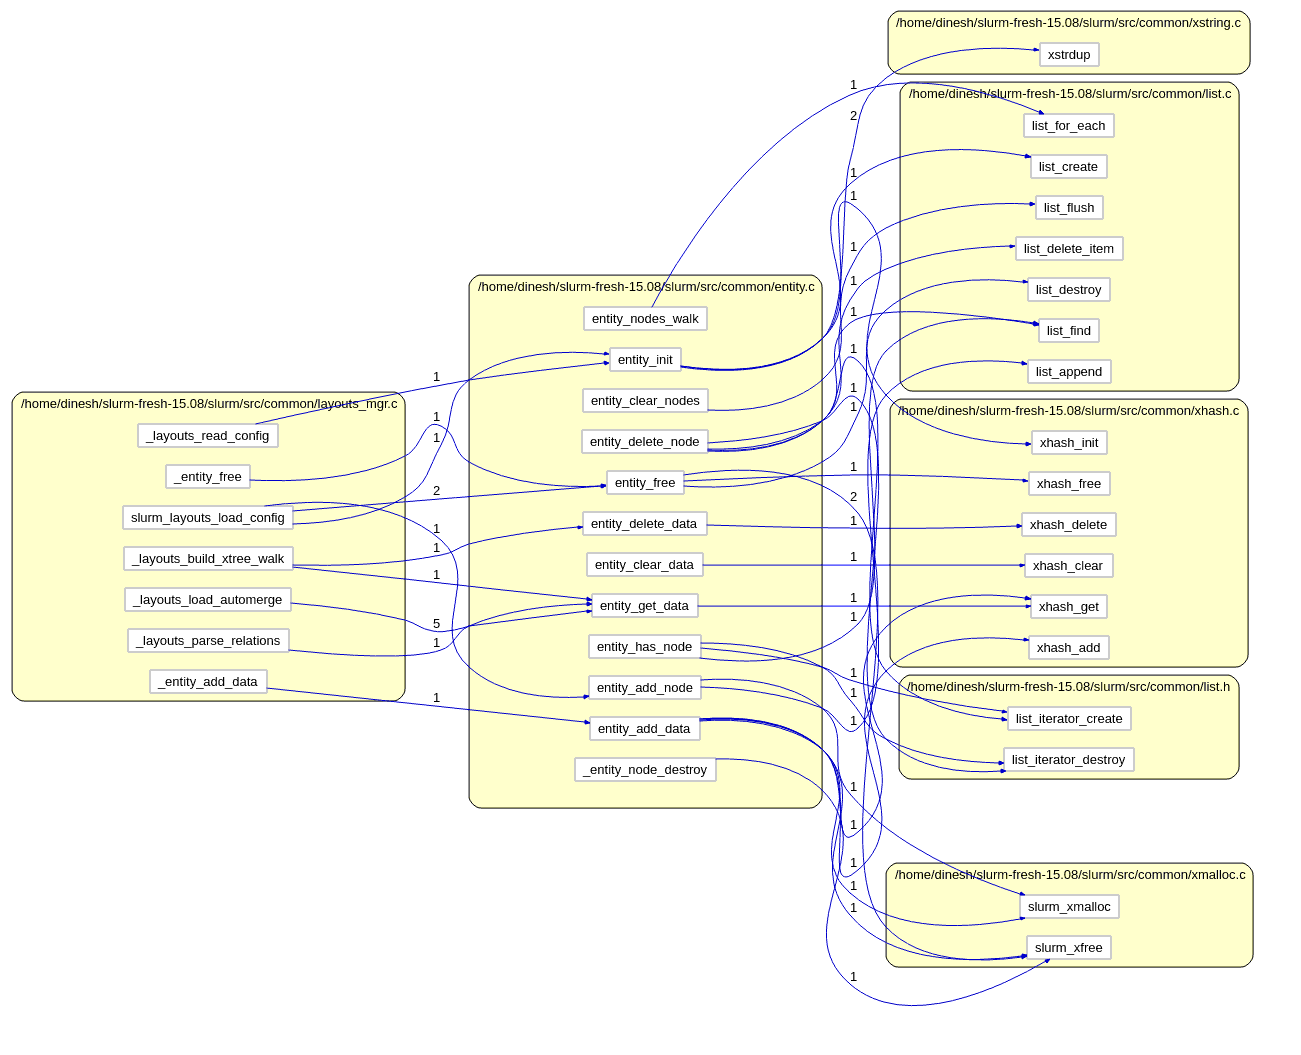 /home/dinesh/slurm-fresh-15.08/slurm/src/common/layouts_mgr.c
_layouts_read_config
_entity_free
slurm_layouts_load_config
_layouts_build_xtree_walk
_layouts_load_automerge
_layouts_parse_relations
_entity_add_data
1
1
1
2
1
1
1
5
1
1
/home/dinesh/slurm-fresh-15.08/slurm/src/common/entity.c
entity_nodes_walk
entity_init
entity_clear_nodes
entity_delete_node
entity_free
entity_delete_data
entity_clear_data
entity_get_data
entity_has_node
entity_add_node
entity_add_data
_entity_node_destroy
1
2
1
1
1
1
1
1
1
1
1
2
1
1
1
1
1
1
1
1
1
1
1
1
1
/home/dinesh/slurm-fresh-15.08/slurm/src/common/xstring.c
xstrdup
/home/dinesh/slurm-fresh-15.08/slurm/src/common/list.c
list_for_each
list_create
list_flush
list_delete_item
list_destroy
list_find
list_append
/home/dinesh/slurm-fresh-15.08/slurm/src/common/xhash.c
xhash_init
xhash_free
xhash_delete
xhash_clear
xhash_get
xhash_add
/home/dinesh/slurm-fresh-15.08/slurm/src/common/list.h
list_iterator_create
list_iterator_destroy
/home/dinesh/slurm-fresh-15.08/slurm/src/common/xmalloc.c
slurm_xmalloc
slurm_xfree